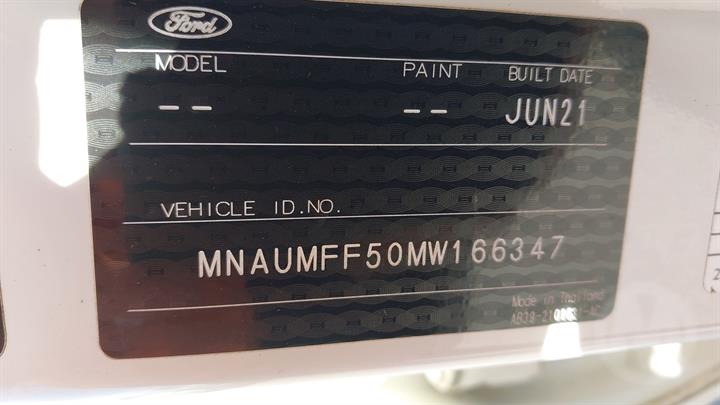 Ford
MODEL PAINT BUILT DATE
-- -- JUN21
VEHICLE ID.NO.
MNAUMFF50MW166347
Made in Thailand